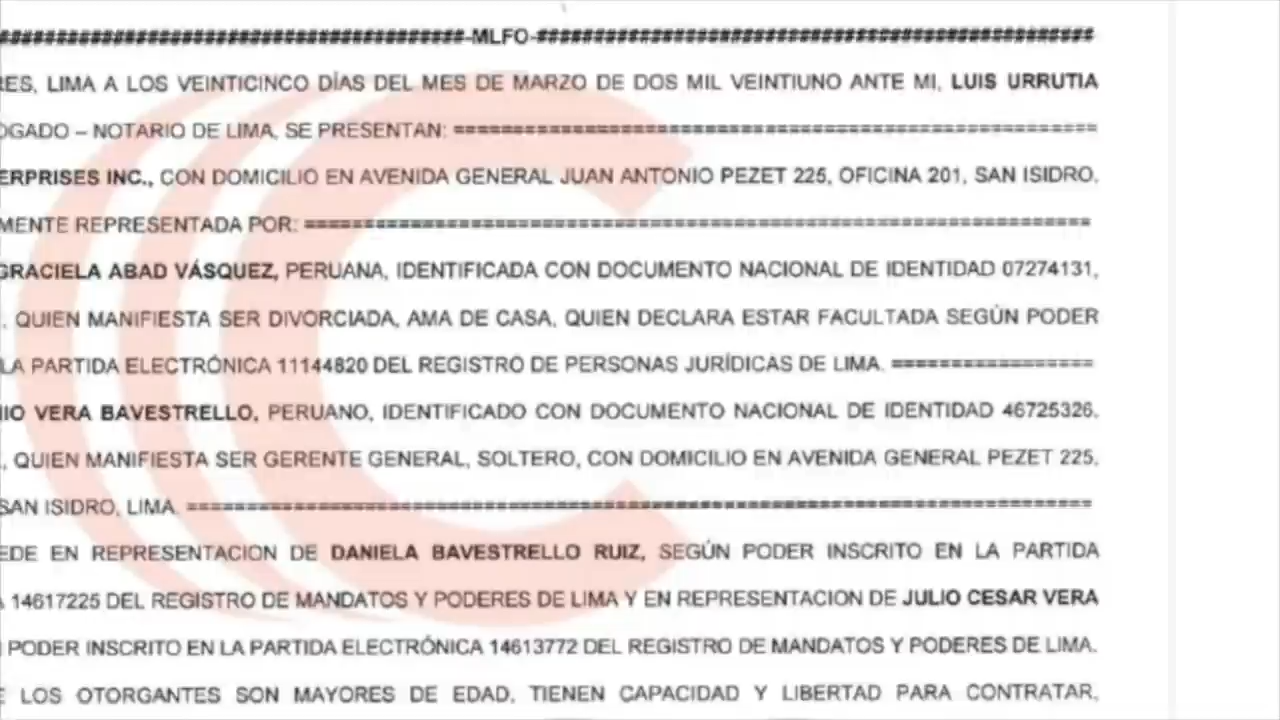 -MLFO-
RES, LIMA A LOS VEINTICINCO DÍAS DEL MES DE MARZO DE DOS MIL VEINTIUNO ANTE MI, LUIS URRUTIA
OGADO – NOTARIO DE LIMA, SE PRESENTAN:
ERPRISES INC., CON DOMICILIO EN AVENIDA GENERAL JUAN ANTONIO PEZET 225, OFICINA 201, SAN ISIDRO,
MENTE REPRESENTADA POR:
GRACIELA ABAD VÁSQUEZ, PERUANA, IDENTIFICADA CON DOCUMENTO NACIONAL DE IDENTIDAD 07274131,
, QUIEN MANIFIESTA SER DIVORCIADA, AMA DE CASA, QUIEN DECLARA ESTAR FACULTADA SEGÚN PODER
LA PARTIDA ELECTRÓNICA 11144820 DEL REGISTRO DE PERSONAS JURÍDICAS DE LIMA.
IO VERA BAVESTRELLO, PERUANO, IDENTIFICADO CON DOCUMENTO NACIONAL DE IDENTIDAD 46725326,
, QUIEN MANIFIESTA SER GERENTE GENERAL, SOLTERO, CON DOMICILIO EN AVENIDA GENERAL PEZET 225,
SAN ISIDRO, LIMA.
EDE EN REPRESENTACION DE DANIELA BAVESTRELLO RUIZ, SEGÚN PODER INSCRITO EN LA PARTIDA
14617225 DEL REGISTRO DE MANDATOS Y PODERES DE LIMA Y EN REPRESENTACION DE JULIO CESAR VERA
PODER INSCRITO EN LA PARTIDA ELECTRÓNICA 14613772 DEL REGISTRO DE MANDATOS Y PODERES DE LIMA.
E LOS OTORGANTES SON MAYORES DE EDAD, TIENEN CAPACIDAD Y LIBERTAD PARA CONTRATAR,